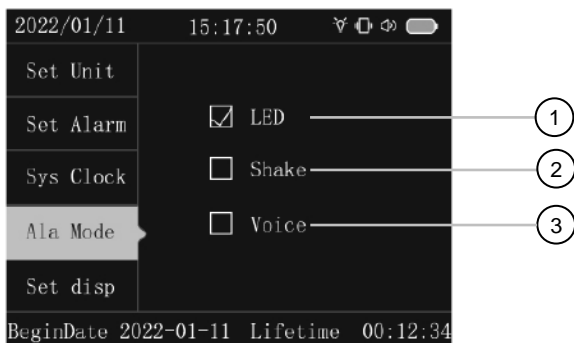 2022/01/11 15:17:50
Set Unit
Set Alarm
Sys Clock
Ala Mode
Set disp
LED 1
Shake 2
Voice 3
BeginDate 2022-01-11 Lifetime 00:12:34